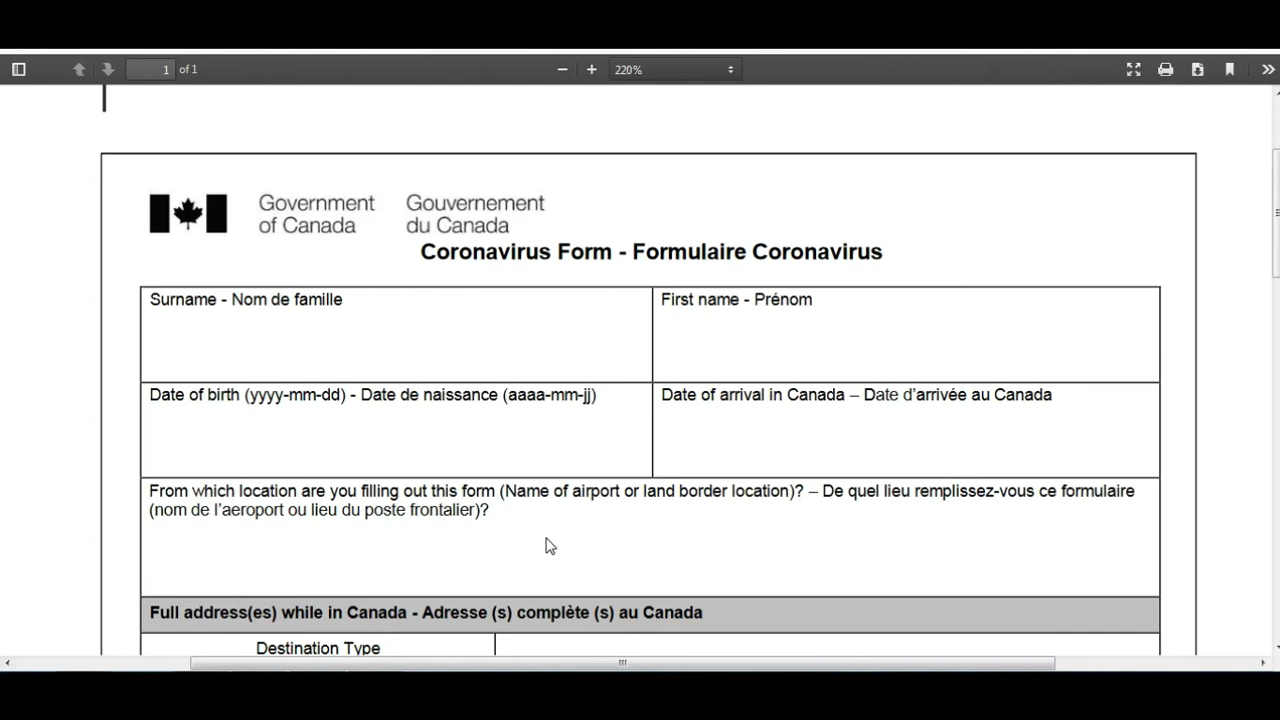 1 of 1 220%
Government Gouvernement
of Canada du Canada
Coronavirus Form - Formulaire Coronavirus
Surname - Nom de famille First name - Prénom
Date of birth (yyyy-mm-dd) - Date de naissance (aaaa-mm-jj) Date of arrival in Canada – Date d’arrivée au Canada
From which location are you filling out this form (Name of airport or land border location)? – De quel lieu remplissez-vous ce formulaire
(nom de l’aeroport ou lieu du poste frontalier)?
Full address(es) while in Canada - Adresse (s) complète (s) au Canada
Destination Type